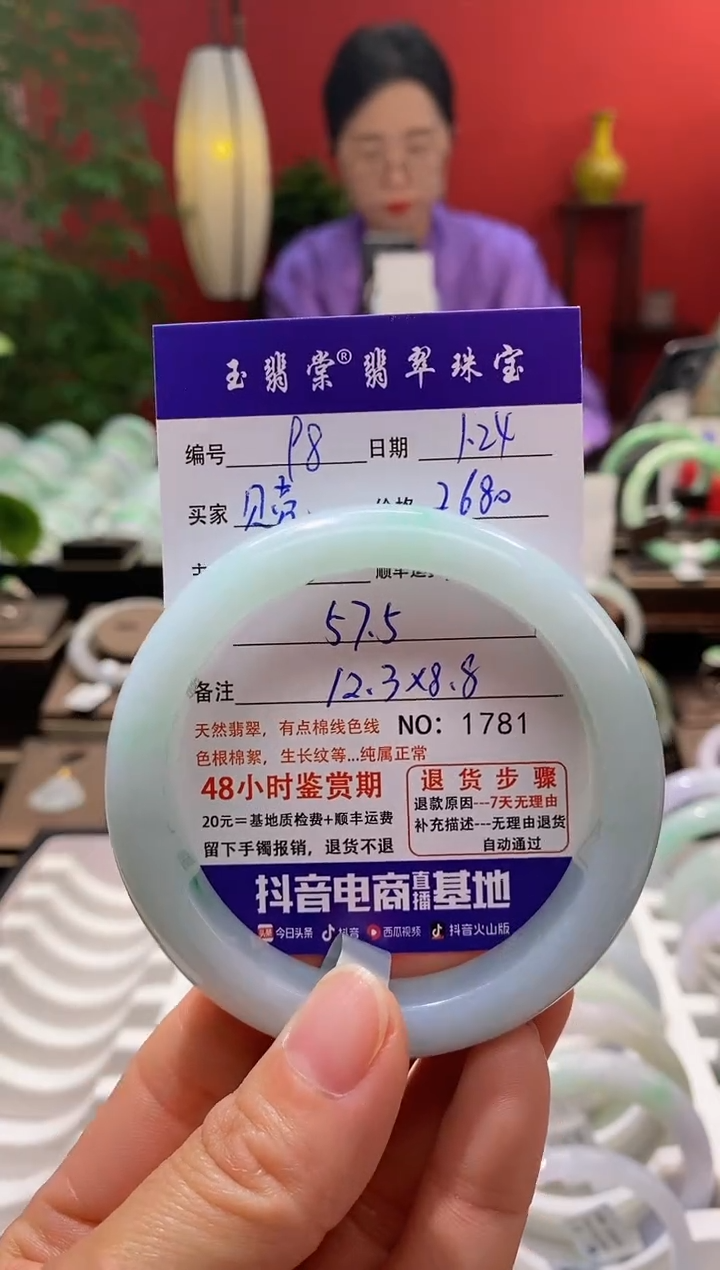 玉翡棠®翡翠珠宝
编号 P8 日期 1.24
买家 贝壳 2680
57.5
备注 12.3x8.8
天然翡翠，有点棉线色线 NO：1781
色根棉絮，生长纹等...纯属正常
48小时鉴赏期
20元＝基地质检费+顺丰运费
留下手镯报销，退货不退
退货步骤
退款原因---7天无理由
补充描述---无理由退货
自动通过
抖音电商直播基地
头条 今日头条 抖音 西瓜视频 抖音火山版